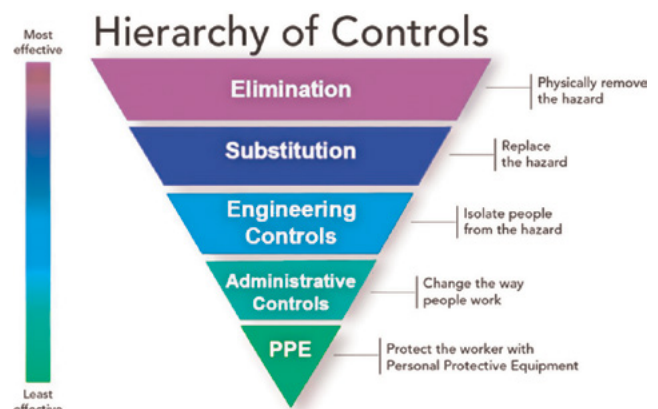 Hierarchy of Controls
Most
effective
Elimination
Physically remove
the hazard
Substitution
Replace
the hazard
Engineering
Controls
Isolate people
from the hazard
Administrative
Controls
Change the way
people work
PPE
Protect the worker with
Personal Protective Equipment
Least
effective